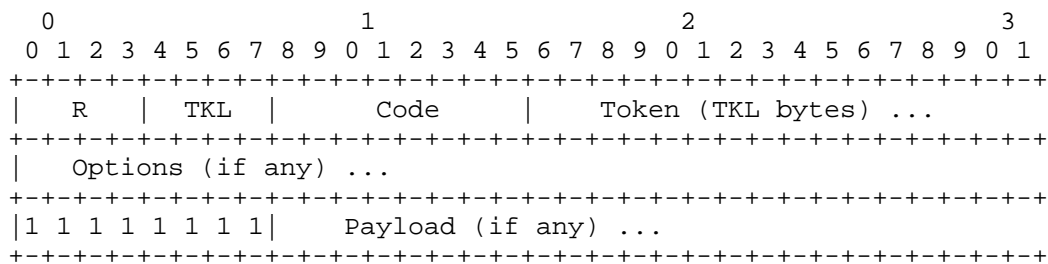 0                   1                   2                   3
 0 1 2 3 4 5 6 7 8 9 0 1 2 3 4 5 6 7 8 9 0 1 2 3 4 5 6 7 8 9 0 1
+-+-+-+-+-+-+-+-+-+-+-+-+-+-+-+-+-+-+-+-+-+-+-+-+-+-+-+-+-+-+-+-+
|   R   |  TKL  |      Code     |    Token (TKL bytes) ...
+-+-+-+-+-+-+-+-+-+-+-+-+-+-+-+-+-+-+-+-+-+-+-+-+-+-+-+-+-+-+-+-+
|   Options (if any) ...
+-+-+-+-+-+-+-+-+-+-+-+-+-+-+-+-+-+-+-+-+-+-+-+-+-+-+-+-+-+-+-+-+
|1 1 1 1 1 1 1 1|    Payload (if any) ...
+-+-+-+-+-+-+-+-+-+-+-+-+-+-+-+-+-+-+-+-+-+-+-+-+-+-+-+-+-+-+-+-+